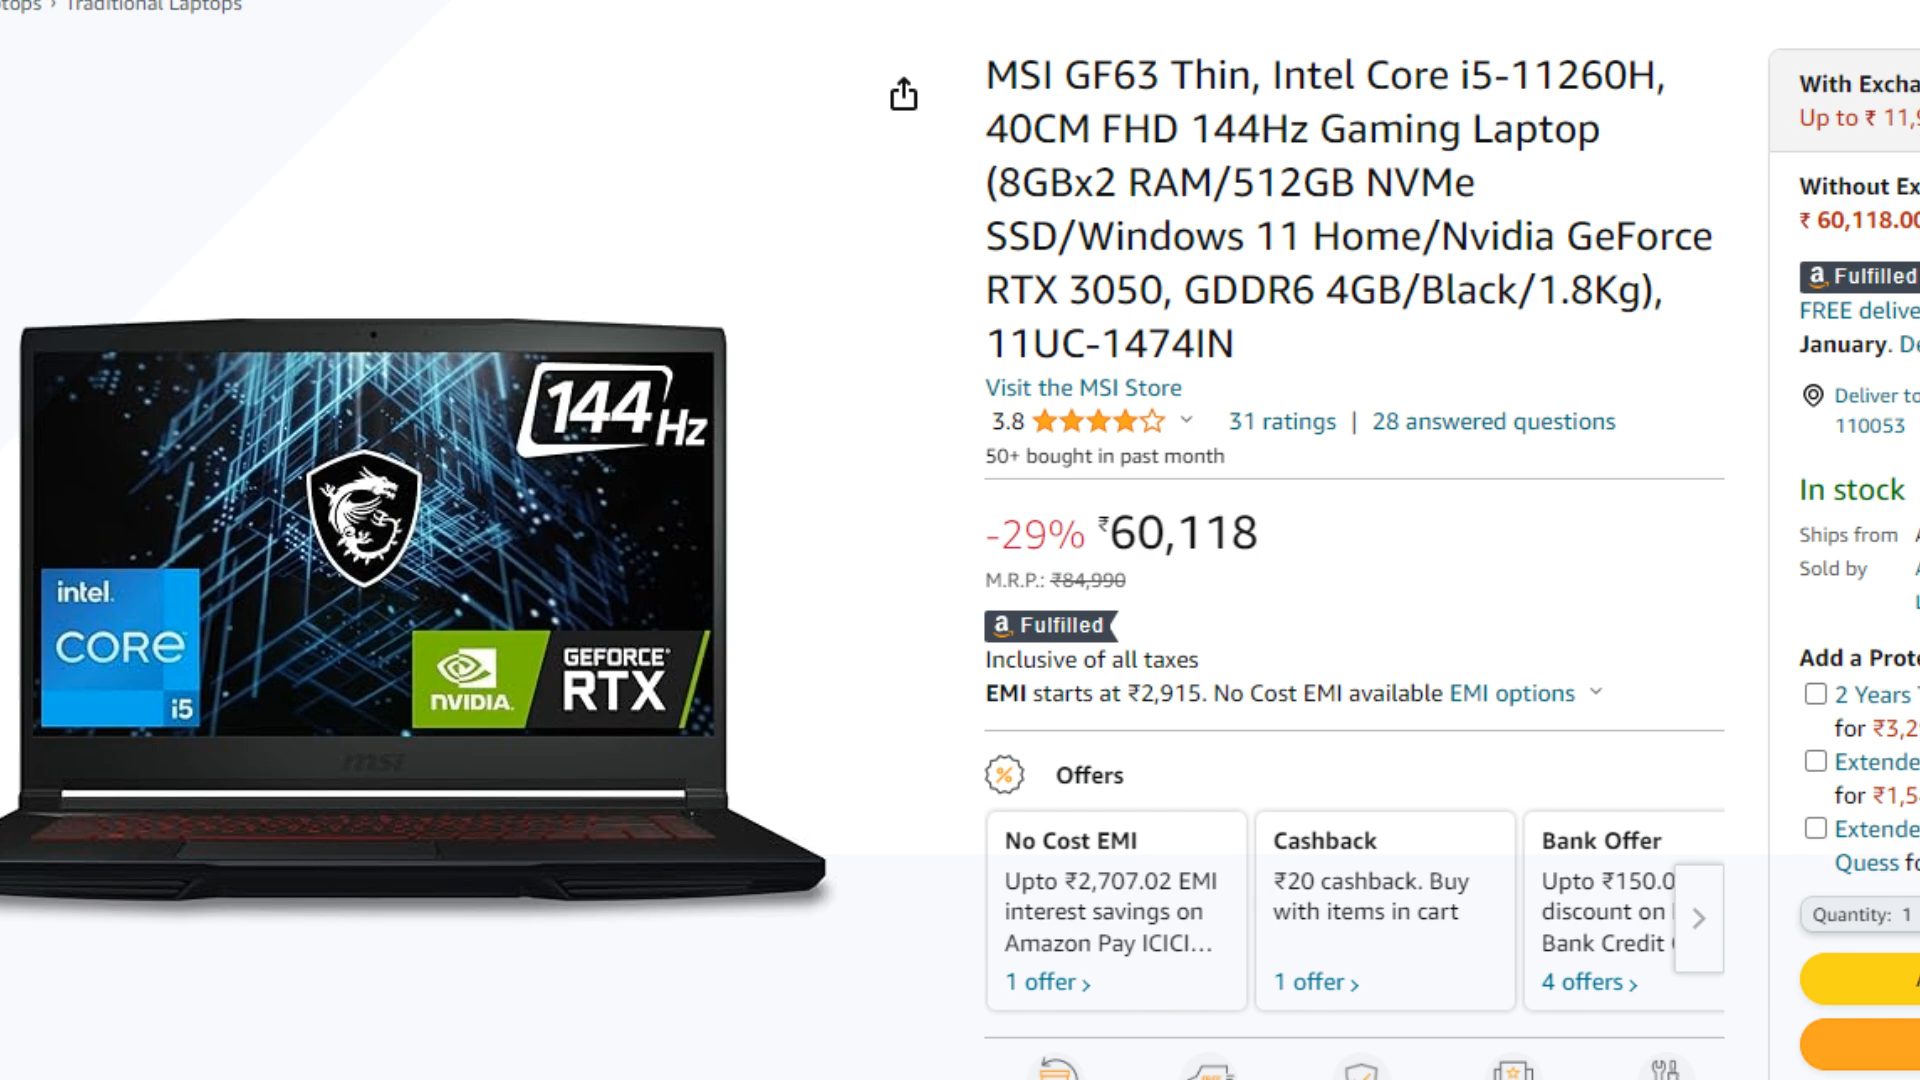 Traditional Laptops
MSI GF63 Thin, Intel Core i5-11260H,
40CM FHD 144Hz Gaming Laptop
(8GBx2 RAM/512GB NVMe
SSD/Windows 11 Home/Nvidia GeForce
RTX 3050, GDDR6 4GB/Black/1.8Kg),
11UC-1474IN
Visit the MSI Store
3.8 31 ratings | 28 answered questions
50+ bought in past month
-29% ₹60,118
M.R.P.: ₹84,990
a Fulfilled
Inclusive of all taxes
EMI starts at ₹2,915. No Cost EMI available EMI options
Offers
No Cost EMI
Upto ₹2,707.02 EMI
interest savings on
Amazon Pay ICICI...
1 offer ›
Cashback
₹20 cashback. Buy
with items in cart
1 offer ›
Bank Offer
Upto ₹150.0
discount on
Bank Credit
4 offers ›
144Hz
intel.
CORE
i5
NVIDIA.
GEFORCE
RTX
msi
With
Up to ₹ 11,
Without
₹ 60,118.00
a Fulfilled
FREE
January.
Deliver to
110053
In stock
Ships from
Sold by
Add a
2 Years
for ₹3,2
for ₹1,5
Quess
Quantity: 1